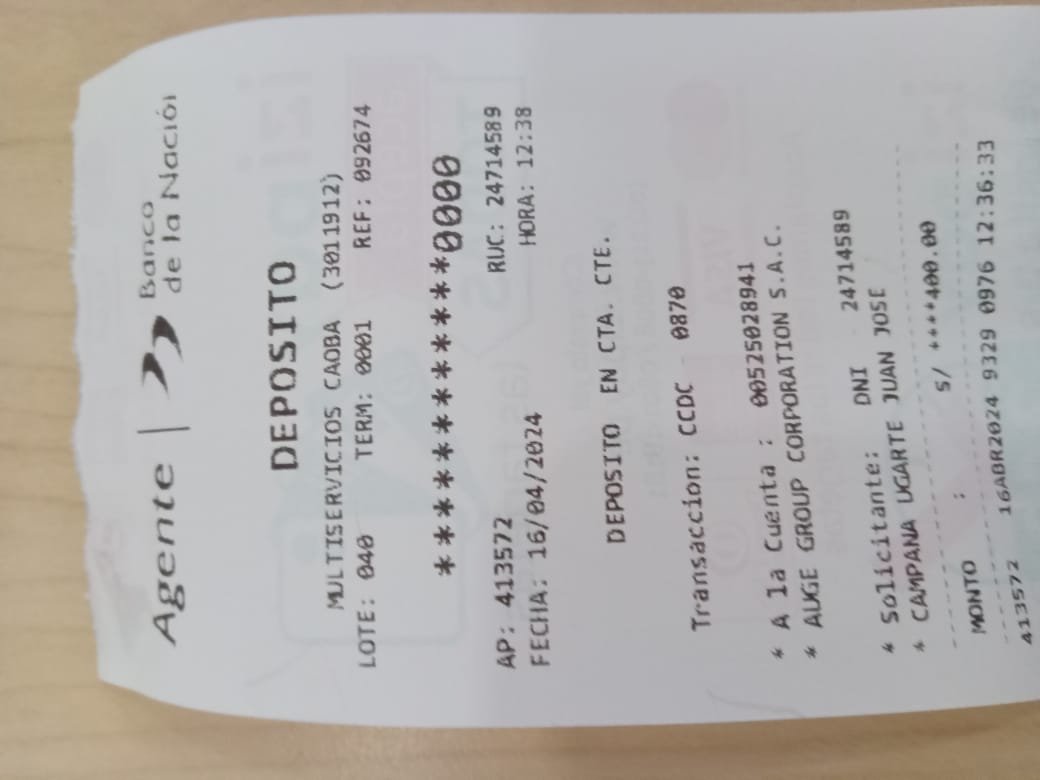 Agente | Banco
de la Nación
DEPOSITO
MULTISERVICIOS CAOBA (3011912)
LOTE: 040 TERM: 0001 REF: 092674
************0000
AP: 413572 RUC: 24714589
FECHA: 16/04/2024 HORA: 12:38
DEPOSITO EN CTA. CTE.
Transaccion: CCDC 0870
* A la Cuenta : 00525028941
* AUGE GROUP CORPORATION S.A.C.
* Solicitante: DNI 24714589
* CAMPANA UGARTE JUAN JOSE
MONTO : S/ ****400.00
413572 16ABR2024 9329 0976 12:36:33